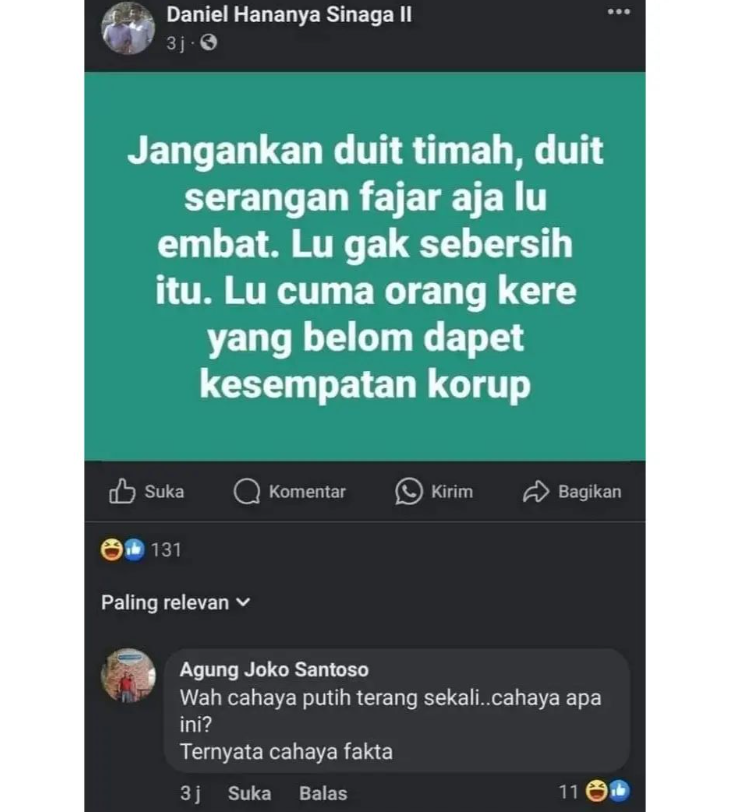 Daniel Hananya Sinaga II
3 j ·
Jangankan duit timah, duit
serangan fajar aja lu
embat. Lu gak sebersih
itu. Lu cuma orang kere
yang belom dapet
kesempatan korup
Suka Komentar Kirim Bagikan
131
Paling relevan
Agung Joko Santoso
Wah cahaya putih terang sekali..cahaya apa
ini?
Ternyata cahaya fakta
3 j Suka Balas 11